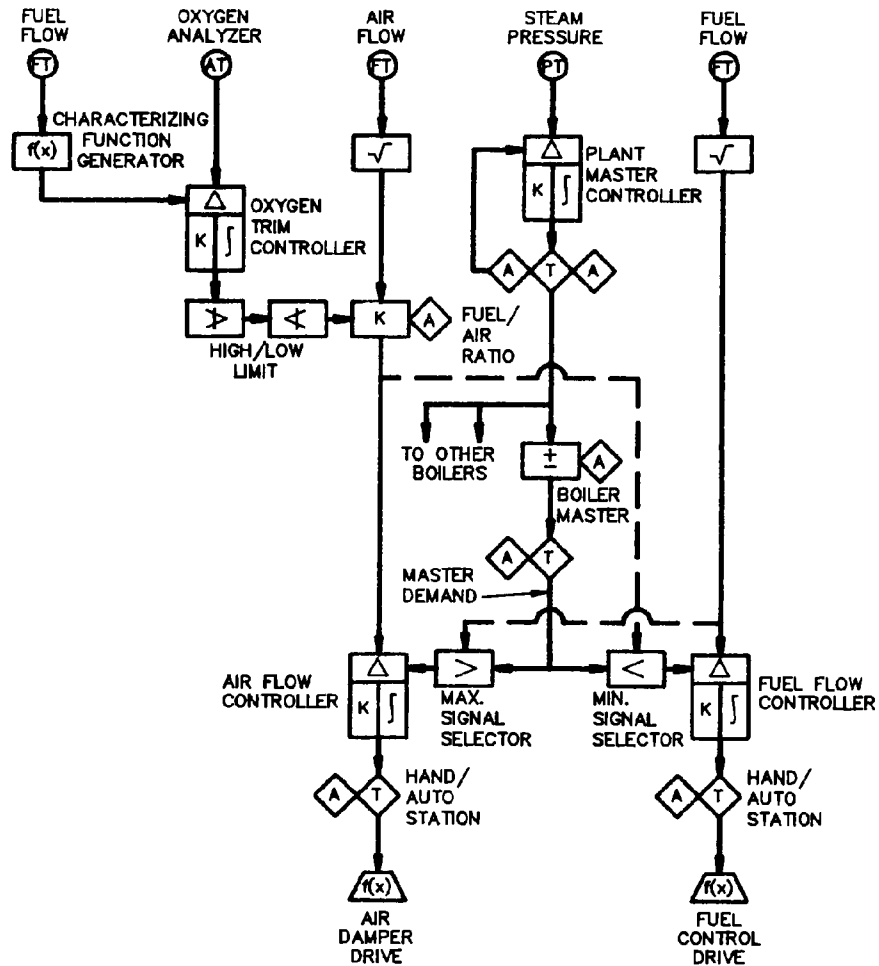 FUEL
FLOW
OXYGEN
ANALYZER
AIR
FLOW
STEAM
PRESSURE
FUEL
FLOW
FT
AT
FT
PT
FT
CHARACTERIZING
FUNCTION
GENERATOR
f(x)
√
√
Δ
PLANT
MASTER
CONTROLLER
K ∫
Δ
OXYGEN
TRIM
CONTROLLER
K ∫
A T A
K
A
FUEL/
AIR
RATIO
HIGH/LOW
LIMIT
TO OTHER
BOILERS
±
A
BOILER
MASTER
A T
MASTER
DEMAND
AIR FLOW
CONTROLLER
Δ
K ∫
>
MAX.
SIGNAL
SELECTOR
<
MIN.
SIGNAL
SELECTOR
Δ
K ∫
FUEL FLOW
CONTROLLER
A T
HAND/
AUTO
STATION
A T
HAND/
AUTO
STATION
f(x)
AIR
DAMPER
DRIVE
f(x)
FUEL
CONTROL
DRIVE